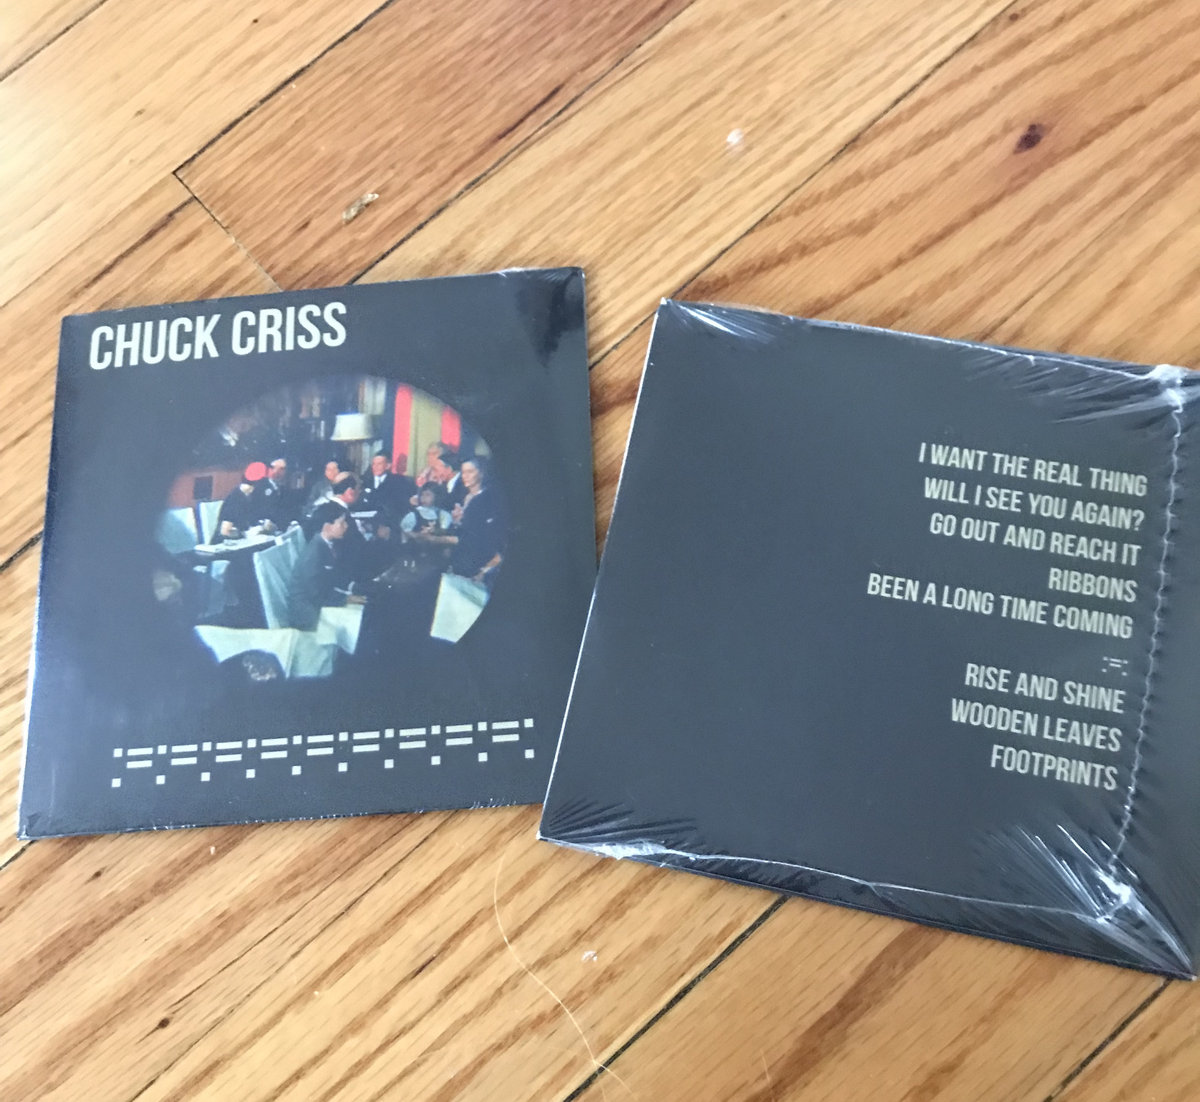 CHUCK CRISS
:=:=:=:=:=:=:=:=:=:
I WANT THE REAL THING
WILL I SEE YOU AGAIN?
GO OUT AND REACH IT
RIBBONS
BEEN A LONG TIME COMING
:=:
RISE AND SHINE
WOODEN LEAVES
FOOTPRINTS